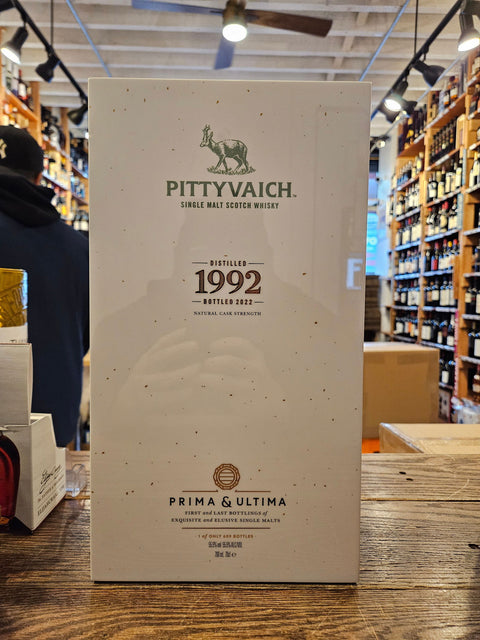 PITTYVAICH
SINGLE MALT SCOTCH WHISKY
DISTILLED
1992
BOTTLED 2022
NATURAL CASK STRENGTH
PRIMA & ULTIMA
FIRST and LAST BOTTLINGS of
EXQUISITE and ELUSIVE SINGLE MALTS